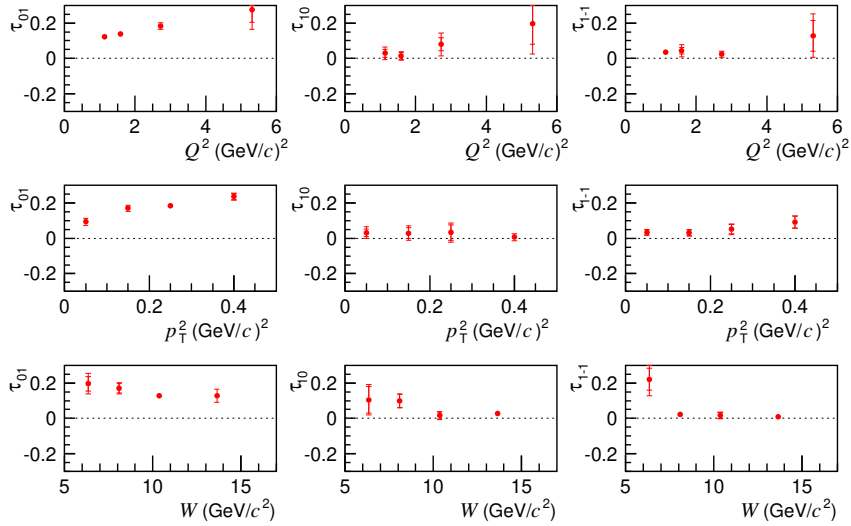 τ₀₁ 0.2 0 -0.2
0 2 4 6
Q² (GeV/c)²
τ₁₀ 0.2 0 -0.2
0 2 4 6
Q² (GeV/c)²
τ₁₋₁ 0.2 0 -0.2
0 2 4 6
Q² (GeV/c)²
τ₀₁ 0.2 0 -0.2
0 0.2 0.4
p_T² (GeV/c)²
τ₁₀ 0.2 0 -0.2
0 0.2 0.4
p_T² (GeV/c)²
τ₁₋₁ 0.2 0 -0.2
0 0.2 0.4
p_T² (GeV/c)²
τ₀₁ 0.2 0 -0.2
5 10 15
W (GeV/c²)
τ₁₀ 0.2 0 -0.2
5 10 15
W (GeV/c²)
τ₁₋₁ 0.2 0 -0.2
5 10 15
W (GeV/c²)